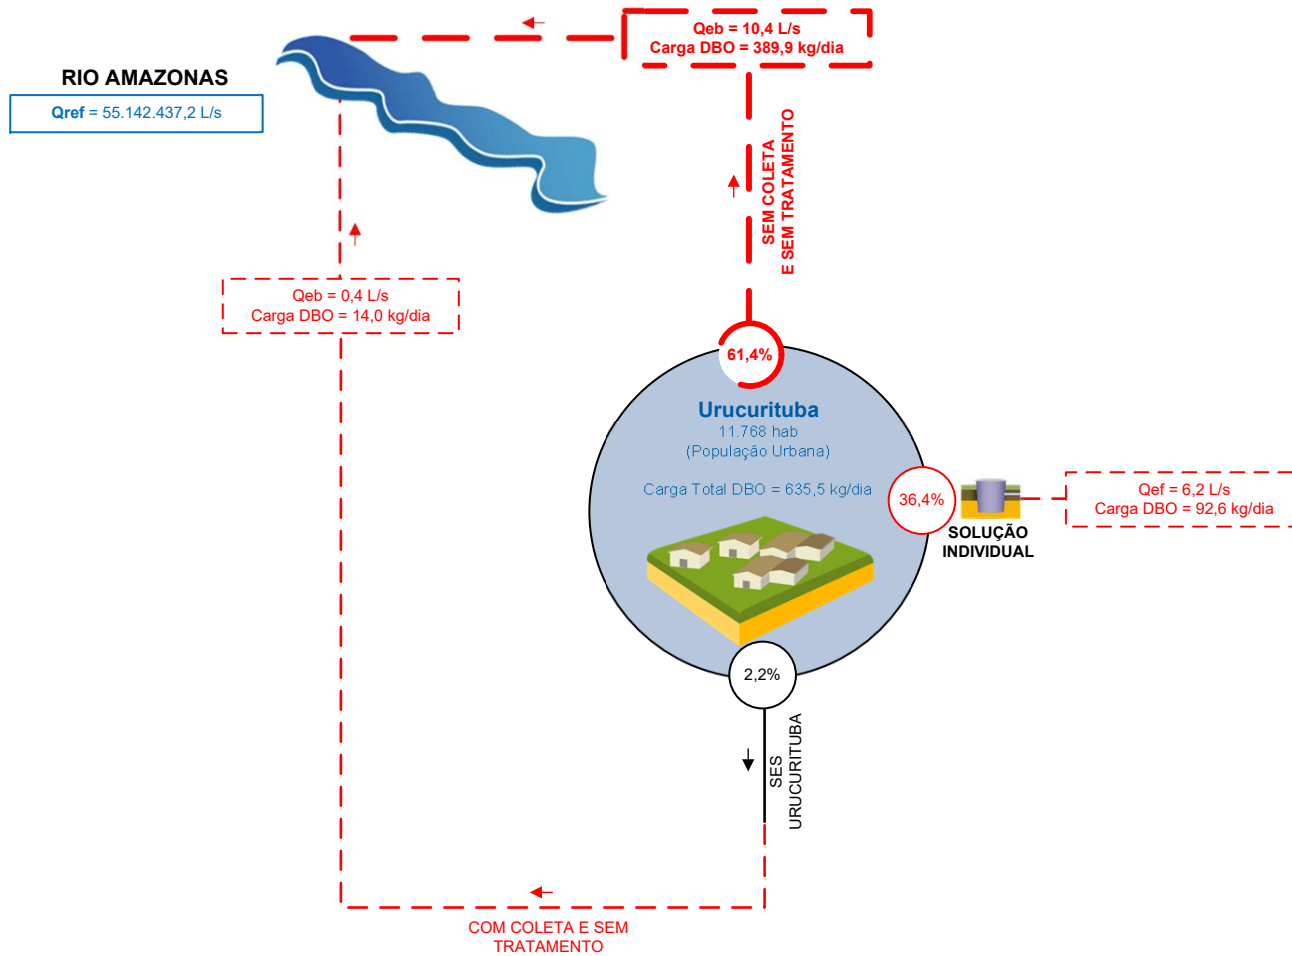 Qeb = 10,4 L/s
Carga DBO = 389,9 kg/dia
RIO AMAZONAS
Qref = 55.142.437,2 L/s
SEM COLETA
E SEM TRATAMENTO
Qeb = 0,4 L/s
Carga DBO = 14,0 kg/dia
61,4%
Urucurituba
11.768 hab
(População Urbana)
Carga Total DBO = 635,5 kg/dia
36,4%
SOLUÇÃO
INDIVIDUAL
Qef = 6,2 L/s
Carga DBO = 92,6 kg/dia
2,2%
SES
URUCURITUBA
COM COLETA E SEM
TRATAMENTO